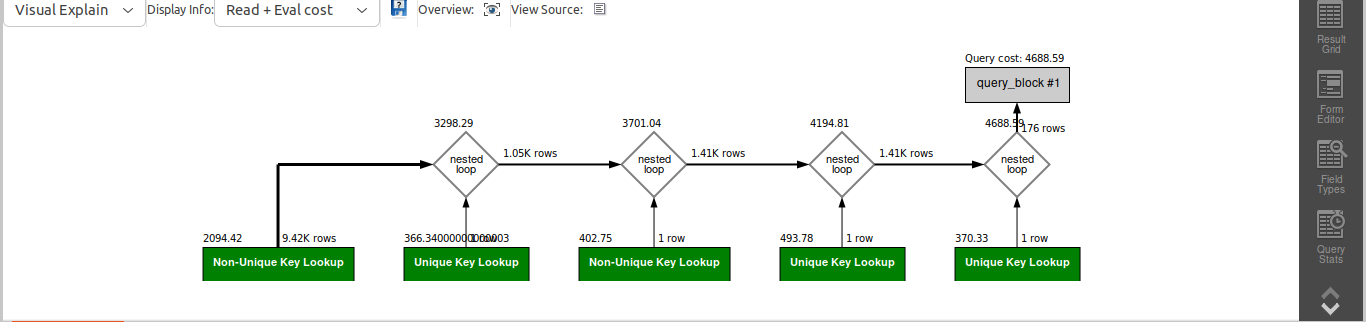 Visual Explain
Display Info:
Read + Eval cost
?
Overview:
View Source:
Query cost: 4688.59
query_block #1
3298.29
3701.04
4194.81
4688.59
176 rows
nested
loop
1.05K rows
nested
loop
1.41K rows
nested
loop
1.41K rows
nested
loop
2094.42
9.42K rows
366.34000000000003
1 row
402.75
1 row
493.78
1 row
370.33
1 row
Non-Unique Key Lookup
Unique Key Lookup
Non-Unique Key Lookup
Unique Key Lookup
Unique Key Lookup
Result
Grid
Form
Editor
Field
Types
Query
Stats